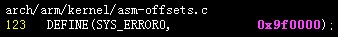 arch/arm/kernel/asm-offsets.c
123 DEFINE(SYS_ERROR0, 0x9f0000);